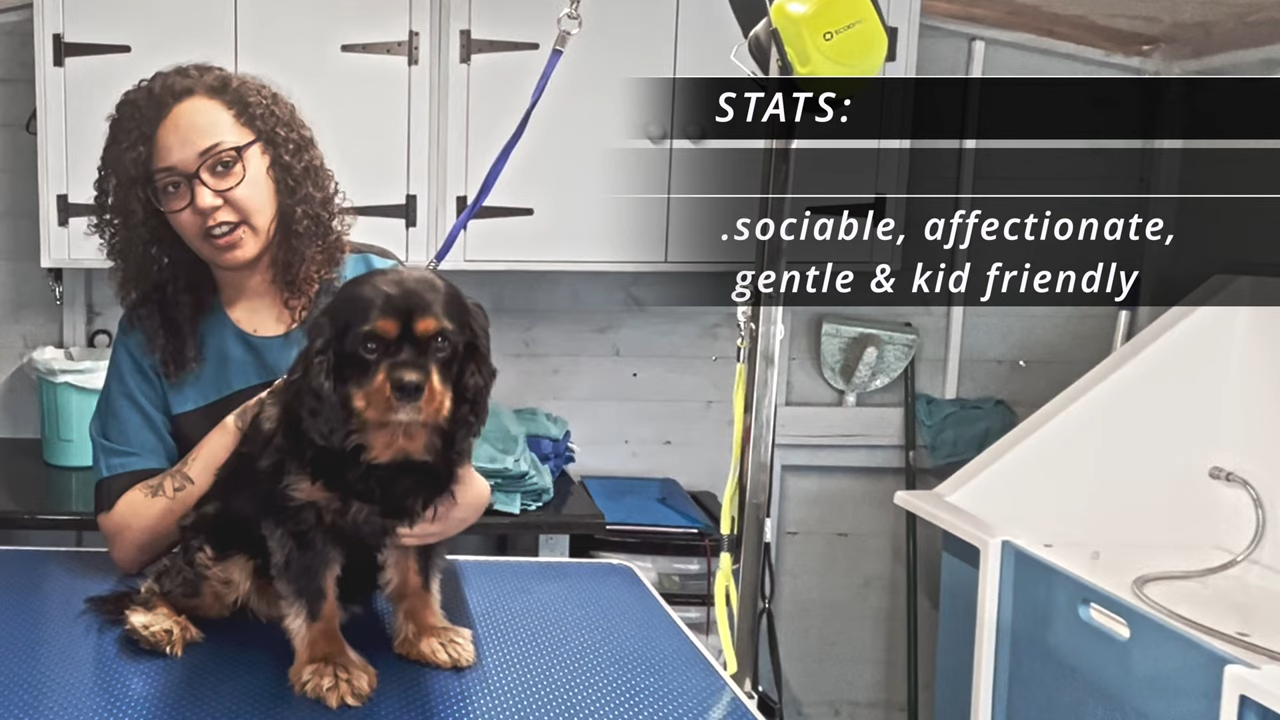 STATS:
.sociable, affectionate,
gentle & kid friendly